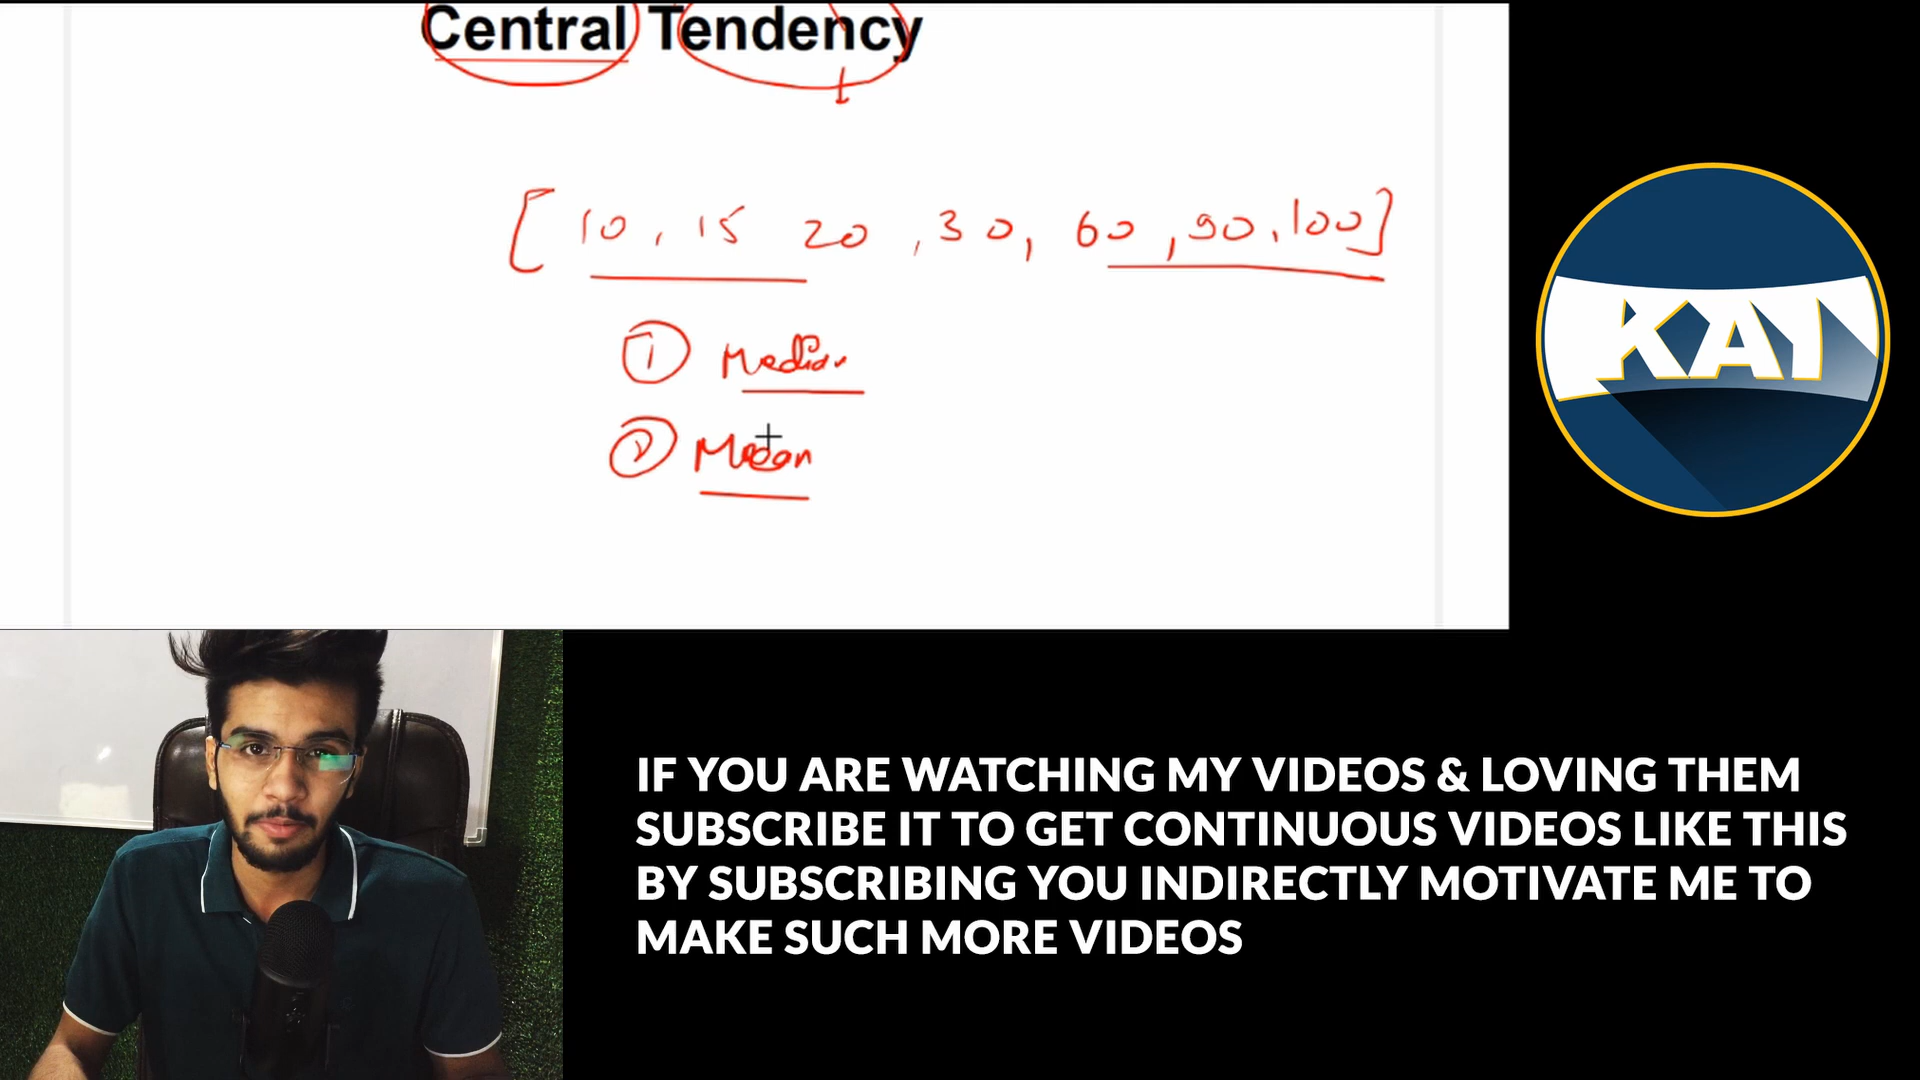 Central Tendency
[ 10, 15 20, 30, 60, 90, 100]
① Median
②
KAI
IF YOU ARE WATCHING MY VIDEOS & LOVING THEM
SUBSCRIBE IT TO GET CONTINUOUS VIDEOS LIKE THIS
BY SUBSCRIBING YOU INDIRECTLY MOTIVATE ME TO
MAKE SUCH MORE VIDEOS